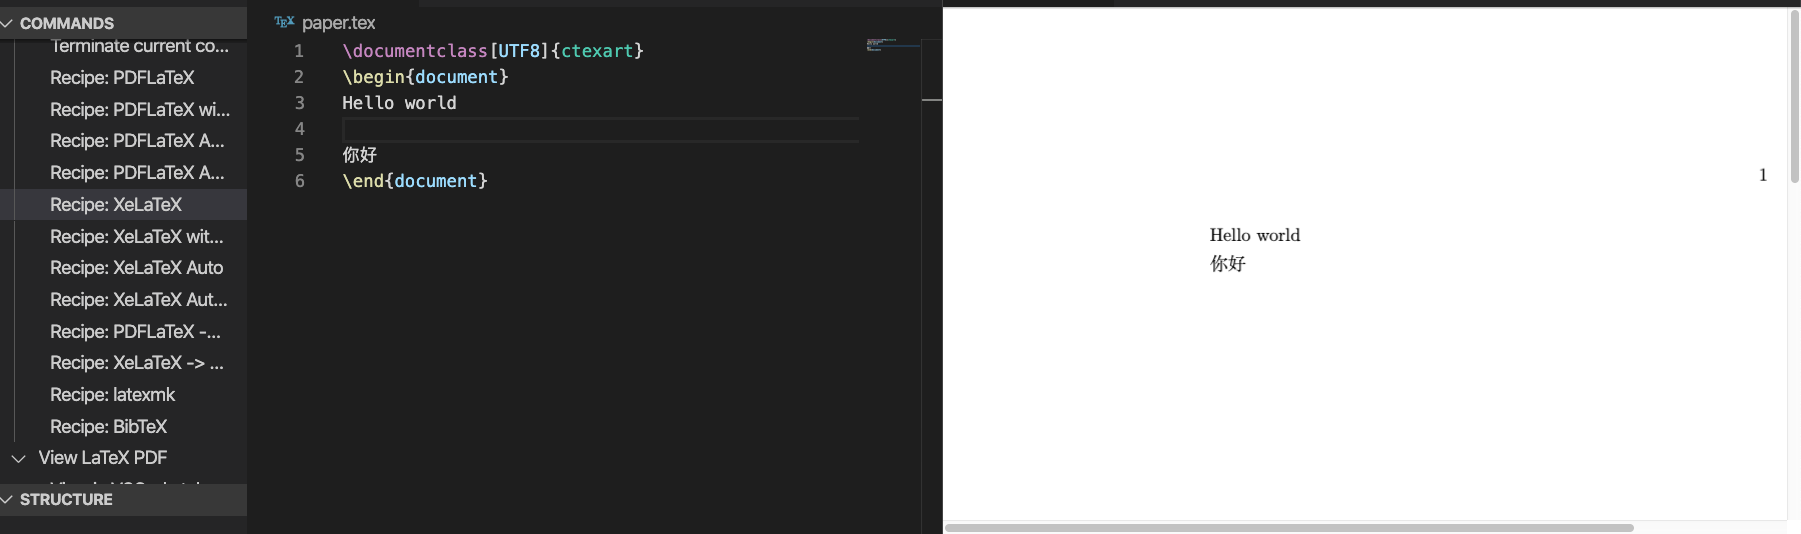 COMMANDS
Terminate current co...
Recipe: PDFLaTeX
Recipe: PDFLaTeX wi...
Recipe: PDFLaTeX A...
Recipe: PDFLaTeX A...
Recipe: XeLaTeX
Recipe: XeLaTeX wit...
Recipe: XeLaTeX Auto
Recipe: XeLaTeX Aut...
Recipe: PDFLaTeX -...
Recipe: XeLaTeX -> ...
Recipe: latexmk
Recipe: BibTeX
View LaTeX PDF
STRUCTURE
TEX paper.tex
1 \documentclass[UTF8]{ctexart}
2 \begin{document}
3 Hello world
4
5 你好
6 \end{document}
1
Hello world
你好